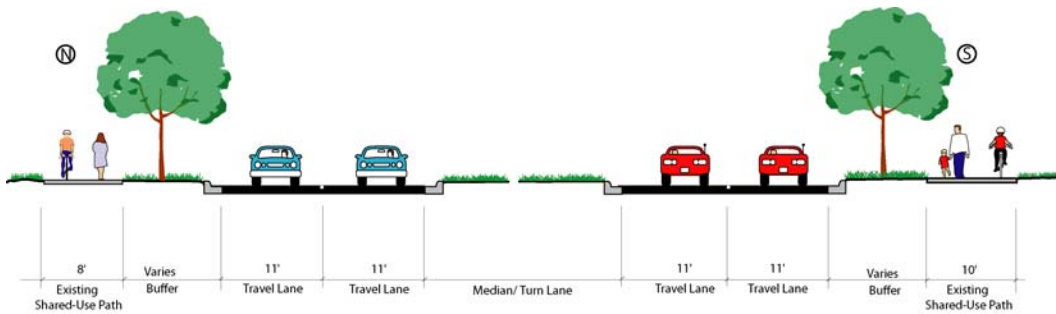 N
S
8'
Existing
Shared-Use Path
Varies
Buffer
11'
Travel Lane
11'
Travel Lane
Median/ Turn Lane
11'
Travel Lane
11'
Travel Lane
Varies
Buffer
10'
Existing
Shared-Use Path